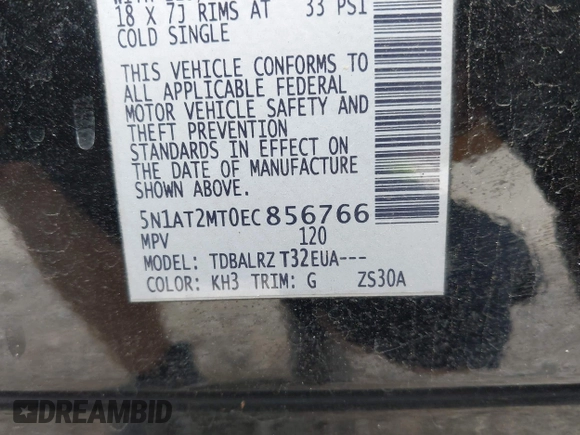 18 X 7J RIMS AT 33 PSI
COLD SINGLE
THIS VEHICLE CONFORMS TO
ALL APPLICABLE FEDERAL
MOTOR VEHICLE SAFETY AND
THEFT PREVENTION
STANDARDS IN EFFECT ON
THE DATE OF MANUFACTURE
SHOWN ABOVE.
5N1AT2MT0EC856766
MPV 120
MODEL: TDBALRZ T32EUA---
COLOR: KH3 TRIM: G ZS30A
DREAMBID